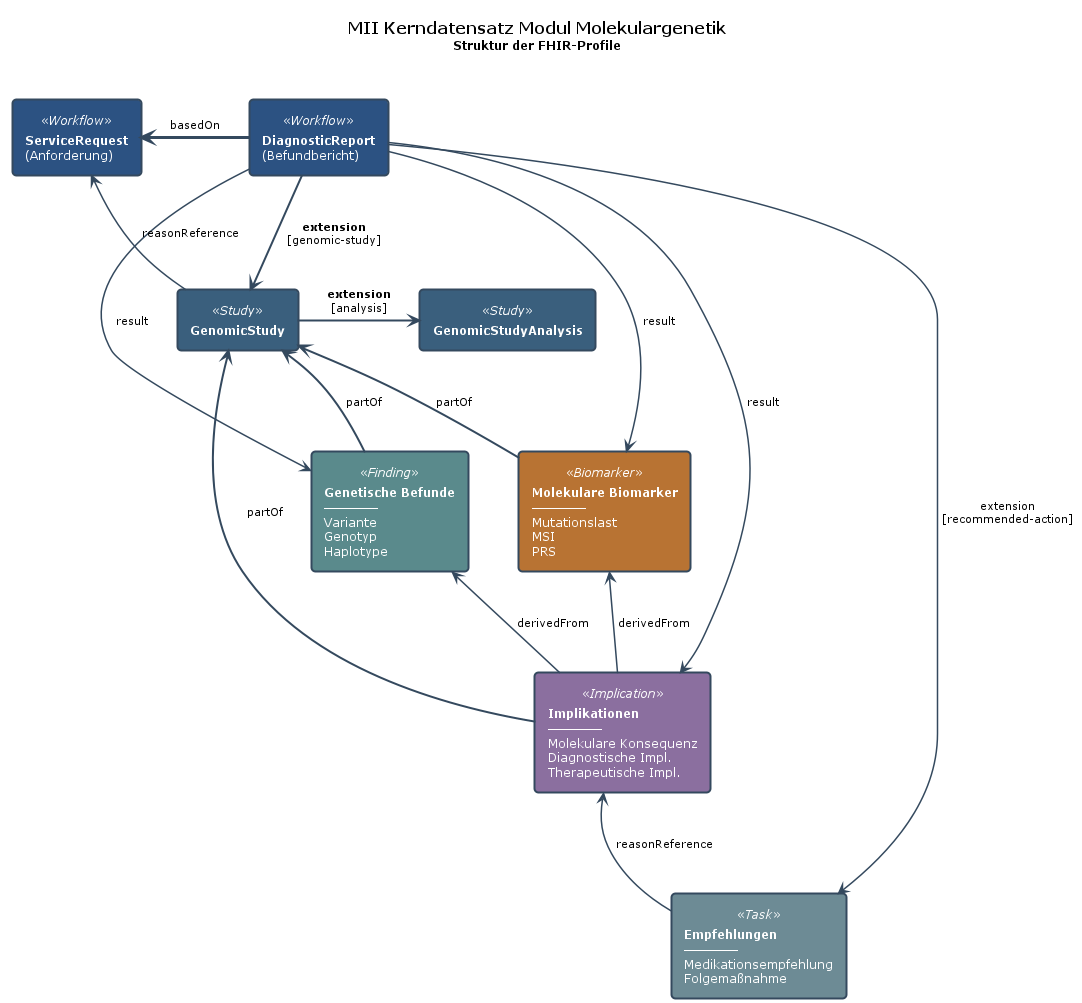 MII Kerndatensatz Modul Molekulargenetik
Struktur der FHIR-Profile
«Workflow»
ServiceRequest
(Anforderung)
basedOn
«Workflow»
DiagnosticReport
(Befundbericht)
reasonReference
extension
[genomic-study]
result
«Study»
GenomicStudy
extension
[analysis]
«Study»
GenomicStudyAnalysis
result
partOf
partOf
result
«Finding»
Genetische Befunde
Variante
Genotyp
Haplotype
«Biomarker»
Molekulare Biomarker
Mutationslast
MSI
PRS
partOf
extension
[recommended-action]
derivedFrom
derivedFrom
«Implication»
Implikationen
Molekulare Konsequenz
Diagnostische Impl.
Therapeutische Impl.
reasonReference
«Task»
Empfehlungen
Medikationsempfehlung
Folgemaßnahme